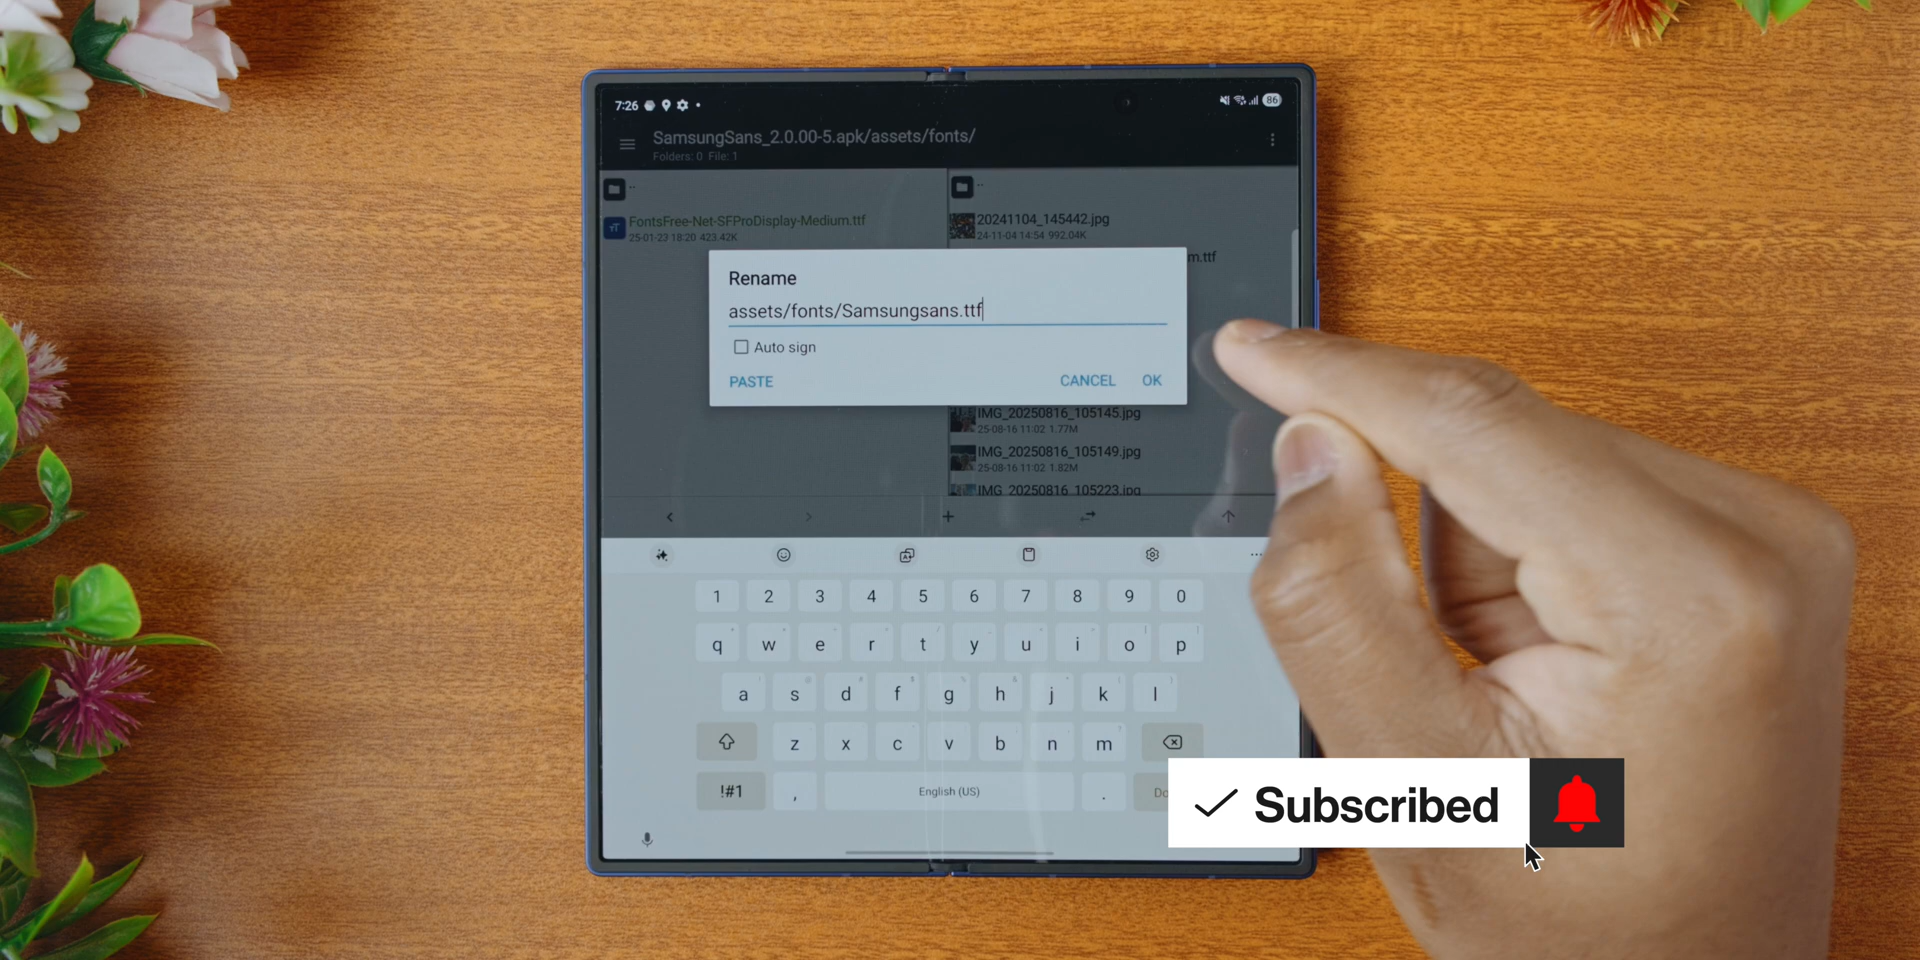 7:26
86
SamsungSans_2.0.00-5.apk/assets/fonts/
Folders: 0 File: 1
..
..
FontsFree-Net-SFProDisplay-Medium.ttf
25-01-23 18:20 423.42K
20241104_145442.jpg
24-11-04 14:54 992.04K
m.ttf
Rename
assets/fonts/Samsungsans.ttf
Auto sign
PASTE
CANCEL
OK
IMG_20250816_105145.jpg
25-08-16 11:02 1.77M
IMG_20250816_105149.jpg
25-08-16 11:02 1.82M
IMG_20250816_105223.jpg
1 2 3 4 5 6 7 8 9 0
q w e r t y u i o p
a s d f g h j k l
z x c v b n m
!#1 , English (US) . Do
Subscribed